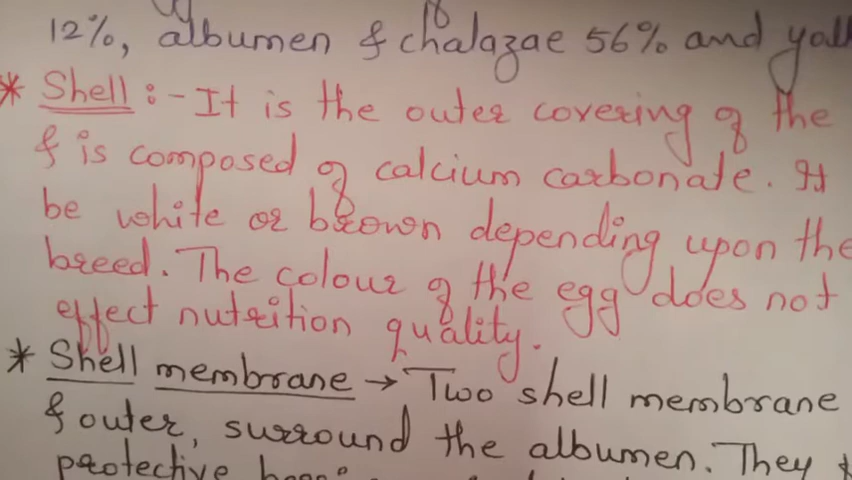 12%, albumen & chalazae 56% and yolk
* Shell :- It is the outer covering of the
& is composed of calcium carbonate. It
be white or brown depending upon the
breed. The colour of the egg does not
effect nutrition quality.
* Shell membrane → Two shell membrane
& outer, surround the albumen. They
protective